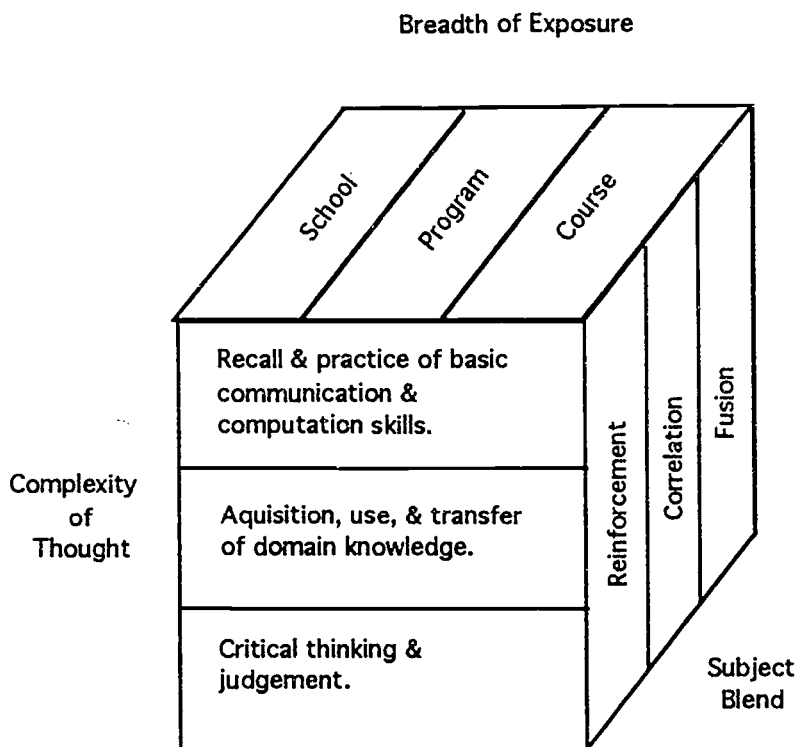 Breadth of Exposure
School
Program
Course
Recall & practice of basic
communication &
computation skills.
Aquisition, use, & transfer
of domain knowledge.
Critical thinking &
judgement.
Complexity
of
Thought
Reinforcement
Correlation
Fusion
Subject
Blend